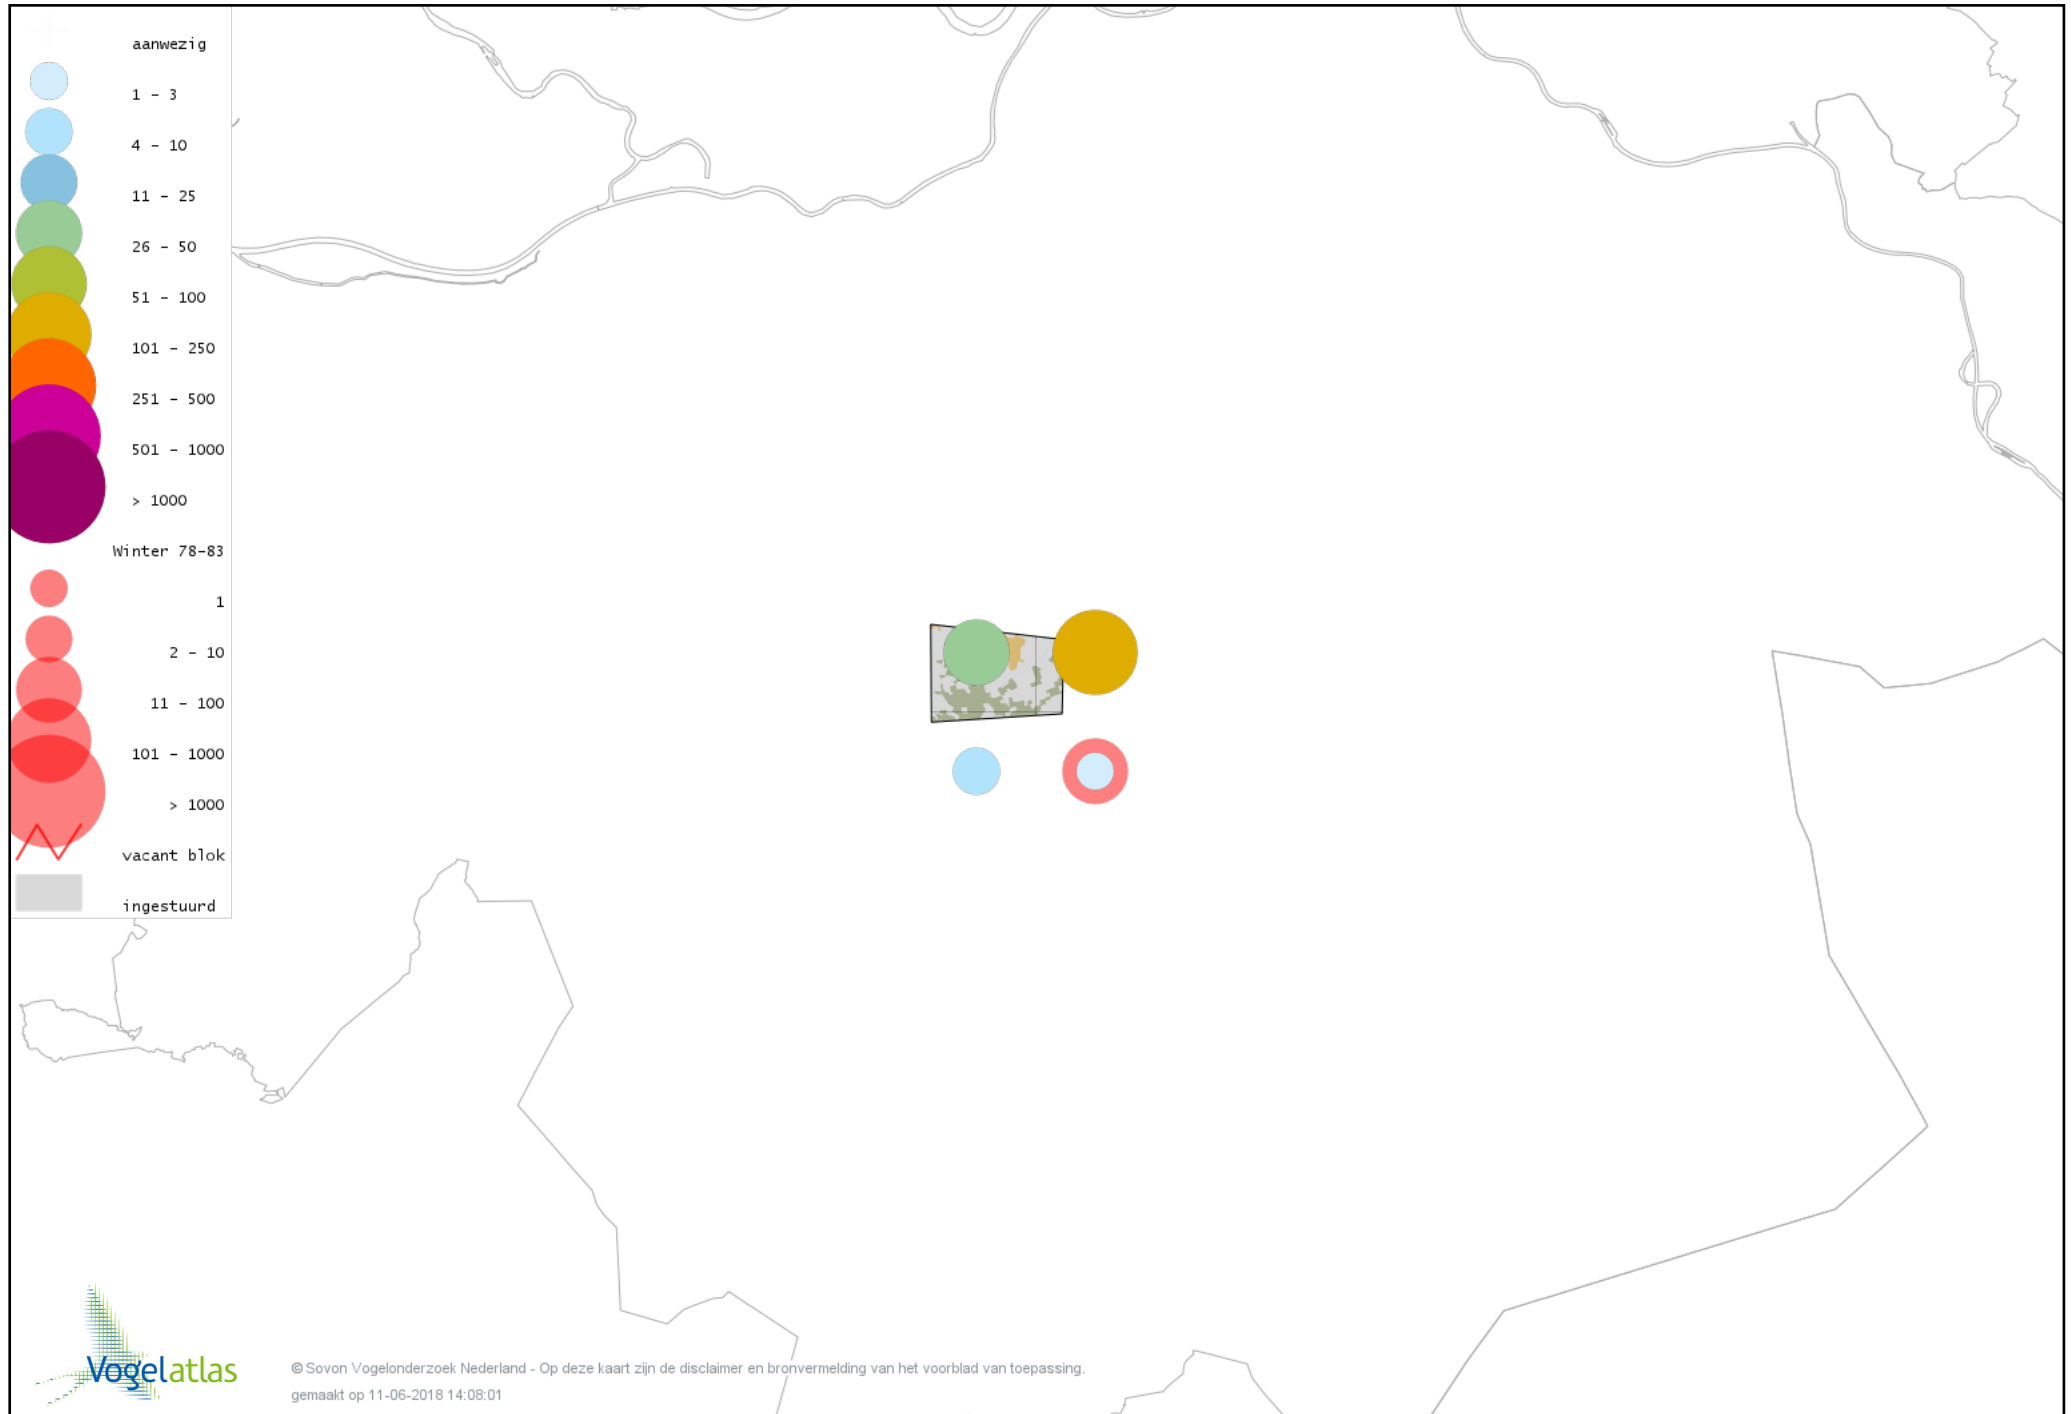 aanwezig
1 - 3
4 - 10
11 - 25
26 - 50
51 - 100
101 - 250
251 - 500
501 - 1000
> 1000
Winter 78-83
1
2 - 10
11 - 100
101 - 1000
> 1000
vacant blok
ingestuurd
Vogelatlas
© Sovon Vogelonderzoek Nederland - Op deze kaart zijn de disclaimer en bronvermelding van het voorblad van toepassing.
gemaakt op 11-06-2018 14:08:01